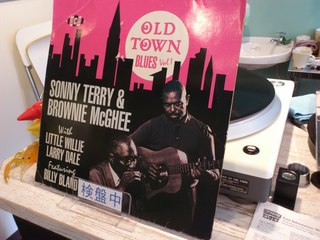 OLD
TOWN
BLUES Vol 1
SONNY TERRY &
BROWNIE McGHEE
With
LITTLE WILLIE
LARRY DALE
Featuring
BILLY BLAND
検盤中